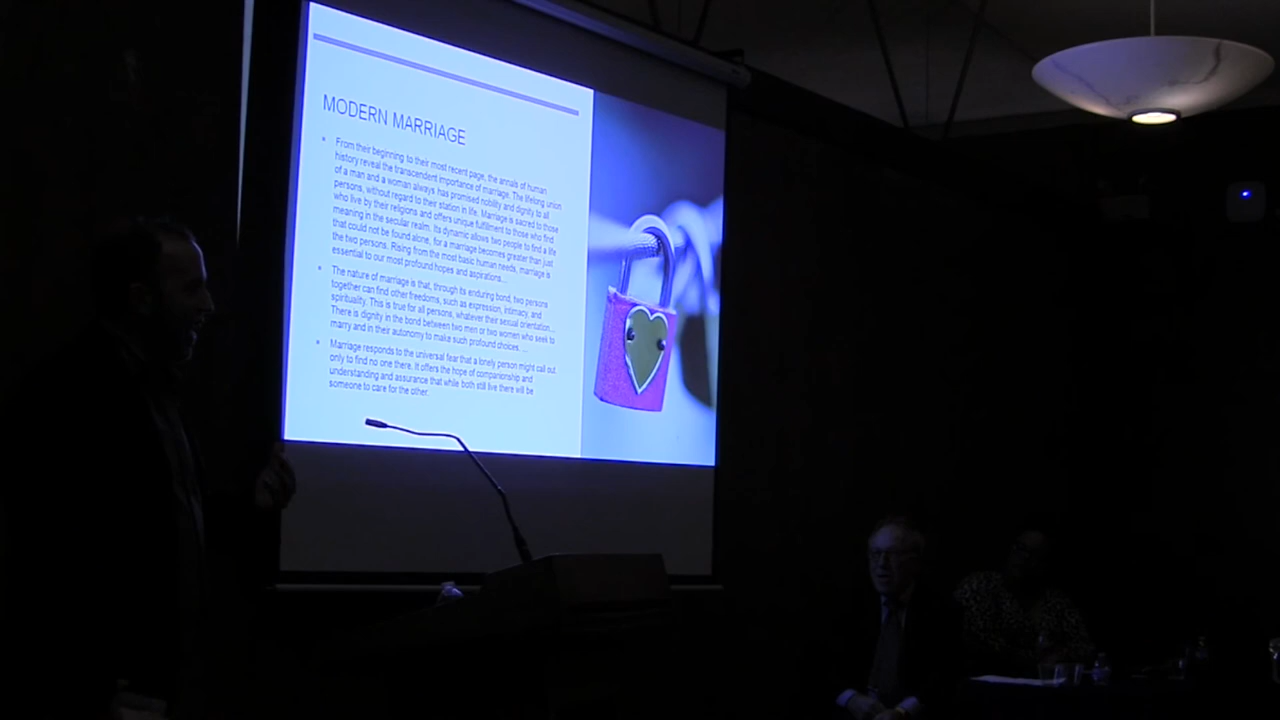 MODERN MARRIAGE
From their beginning to their most recent page, the annals of human
history reveal the transcendent importance of marriage. The lifelong union
of a man and a woman always has promised nobility and dignity to all
persons, without regard to their station in life. Marriage is sacred to those
who live by their religions and offers unique fulfillment to those who find
meaning in the secular realm. Its dynamic allows two people to find a life
that could not be found alone, for a marriage becomes greater than just
the two persons. Rising from the most basic human needs, marriage is
essential to our most profound hopes and aspirations....
The nature of marriage is that, through its enduring bond, two persons
together can find other freedoms, such as expression, intimacy, and
spirituality. This is true for all persons, whatever their sexual orientation....
There is dignity in the bond between two men or two women who seek to
marry and in their autonomy to make such profound choices. ...
Marriage responds to the universal fear that a lonely person might call out
only to find no one there. It offers the hope of companionship and
understanding and assurance that while both still live there will be
someone to care for the other.